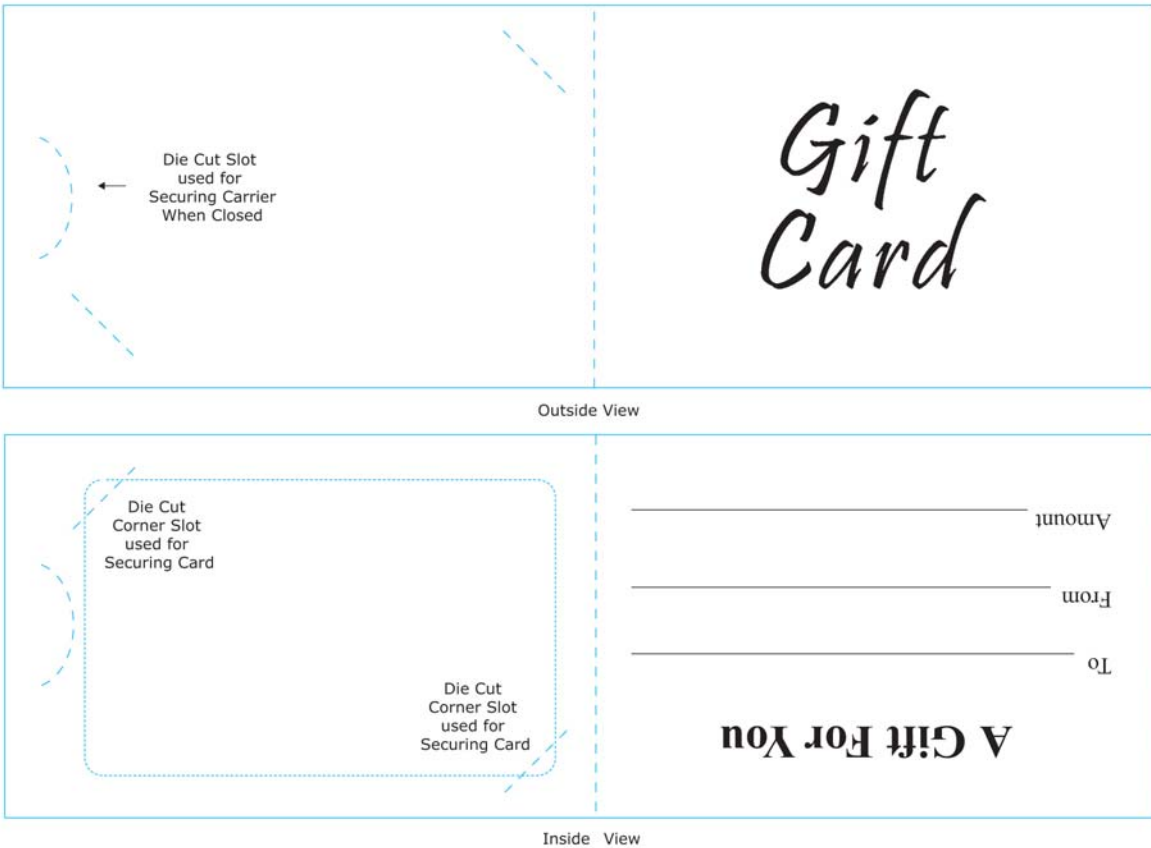 Gift
Card
Die Cut Slot
used for
Securing Carrier
When Closed
Outside View
Die Cut
Corner Slot
used for
Securing Card
Die Cut
Corner Slot
used for
Securing Card
A Gift For You
To
From
Amount
Inside View